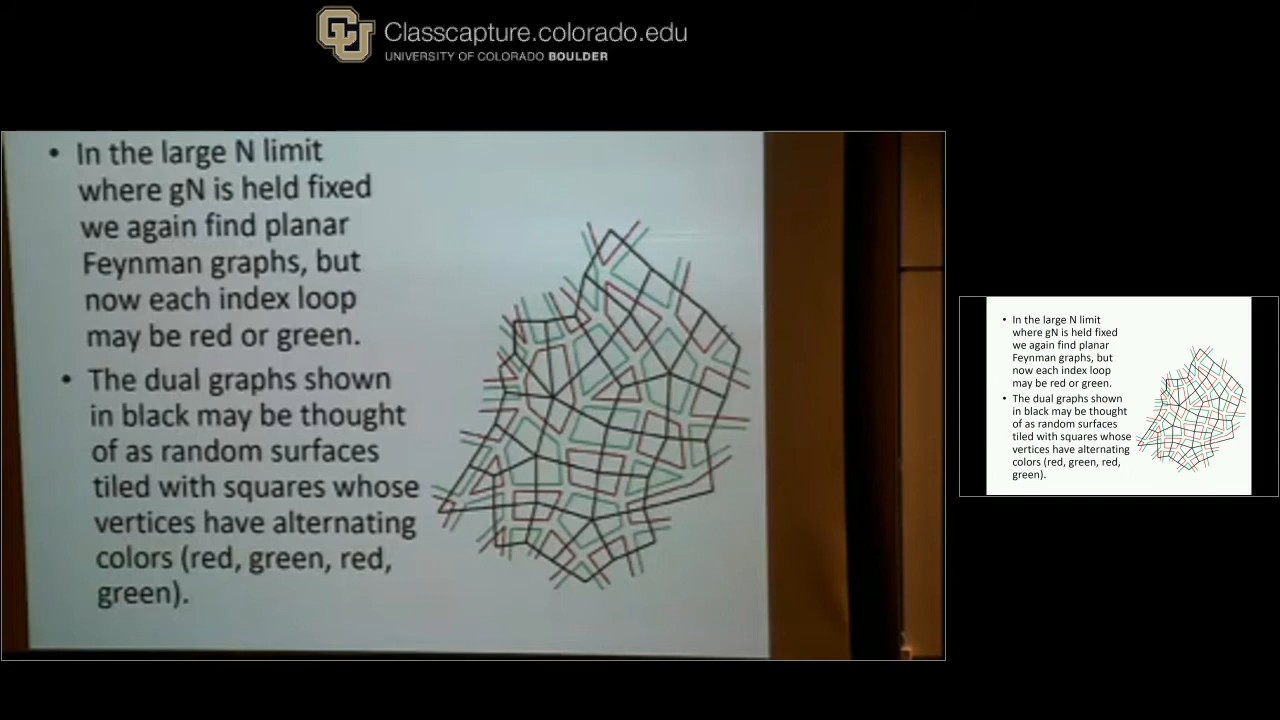 CU
Classcapture.colorado.edu
UNIVERSITY OF COLORADO BOULDER
• In the large N limit
where gN is held fixed
we again find planar
Feynman graphs, but
now each index loop
may be red or green.
• The dual graphs shown
in black may be thought
of as random surfaces
tiled with squares whose
vertices have alternating
colors (red, green, red,
green).
• In the large N limit
where gN is held fixed
we again find planar
Feynman graphs, but
now each index loop
may be red or green.
• The dual graphs shown
in black may be thought
of as random surfaces
tiled with squares whose
vertices have alternating
colors (red, green, red,
green).